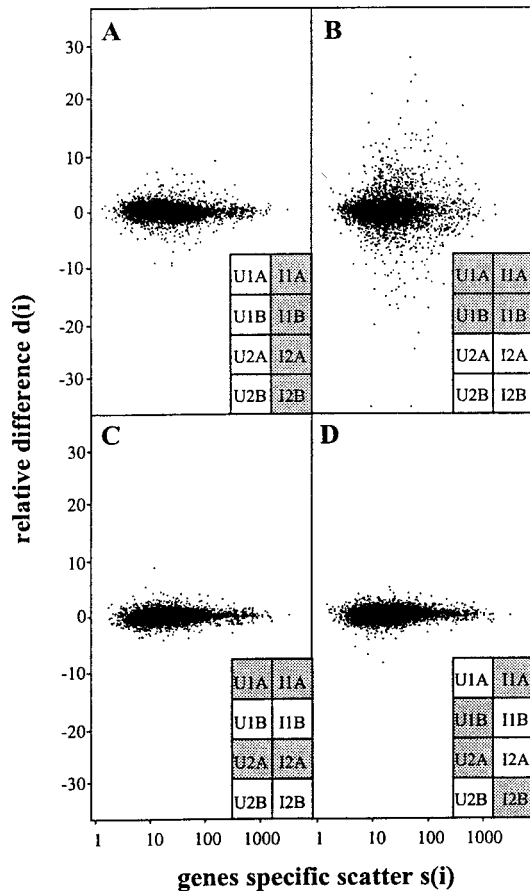 A
B
30
20
10
0
-10
-20
-30
U1A I1A
U1B I1B
U2A I2A
U2B I2B
U1A I1A
U1B I1B
U2A I2A
U2B I2B
relative difference d(i)
C
D
30
20
10
0
-10
-20
-30
U1A I1A
U1B I1B
U2A I2A
U2B I2B
U1A I1A
U1B I1B
U2A I2A
U2B I2B
1 10 100 1000 1 10 100 1000
genes specific scatter s(i)